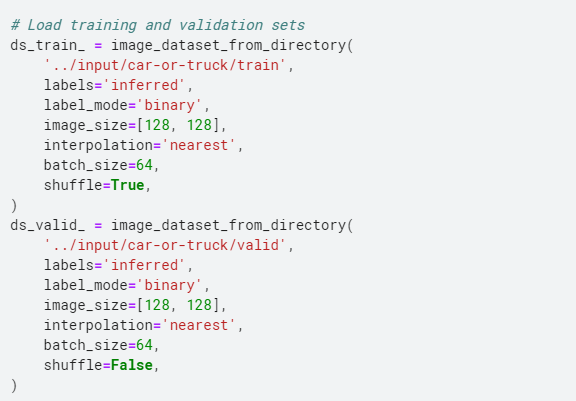 # Load training and validation sets
ds_train_ = image_dataset_from_directory(
    '../input/car-or-truck/train',
    labels='inferred',
    label_mode='binary',
    image_size=[128, 128],
    interpolation='nearest',
    batch_size=64,
    shuffle=True,
)
ds_valid_ = image_dataset_from_directory(
    '../input/car-or-truck/valid',
    labels='inferred',
    label_mode='binary',
    image_size=[128, 128],
    interpolation='nearest',
    batch_size=64,
    shuffle=False,
)